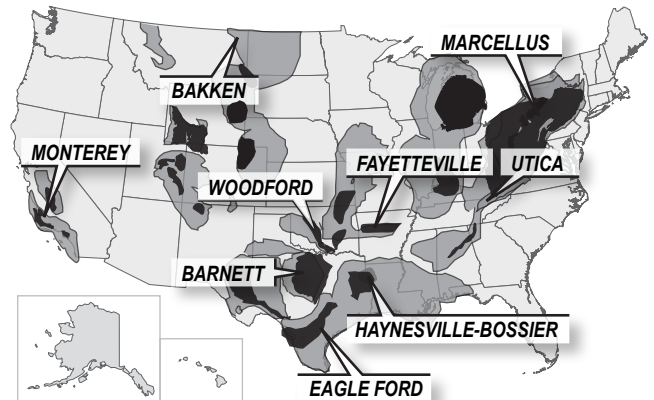 MARCELLUS
BAKKEN
MONTEREY
FAYETTEVILLE
UTICA
WOODFORD
BARNETT
HAYNESVILLE-BOSSIER
EAGLE FORD